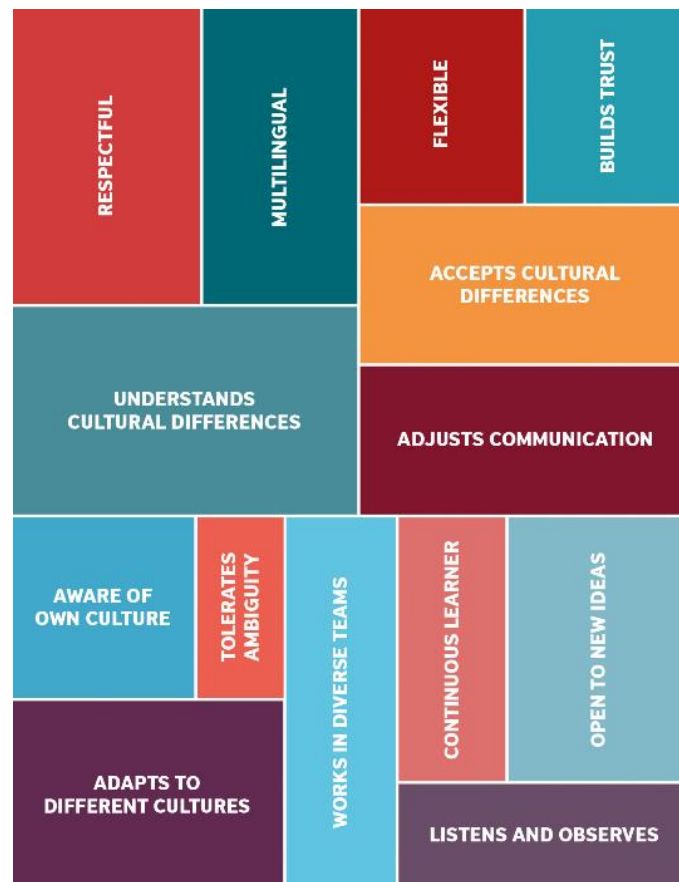 RESPECTFUL
MULTILINGUAL
FLEXIBLE
BUILDS TRUST
ACCEPTS CULTURAL
DIFFERENCES
UNDERSTANDS
CULTURAL DIFFERENCES
ADJUSTS COMMUNICATION
AWARE OF
OWN CULTURE
TOLERATES
AMBIGUITY
WORKS IN DIVERSE TEAMS
CONTINUOUS LEARNER
OPEN TO NEW IDEAS
ADAPTS TO
DIFFERENT CULTURES
LISTENS AND OBSERVES